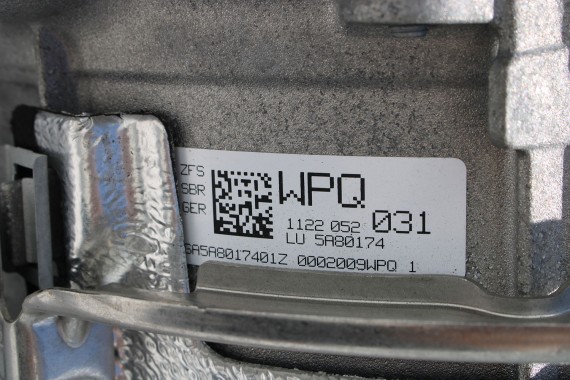 ZFS
SBR
GER
WPQ
1122 052 031
LU 5A80174
5A5A8017401Z 0002009WPQ 1